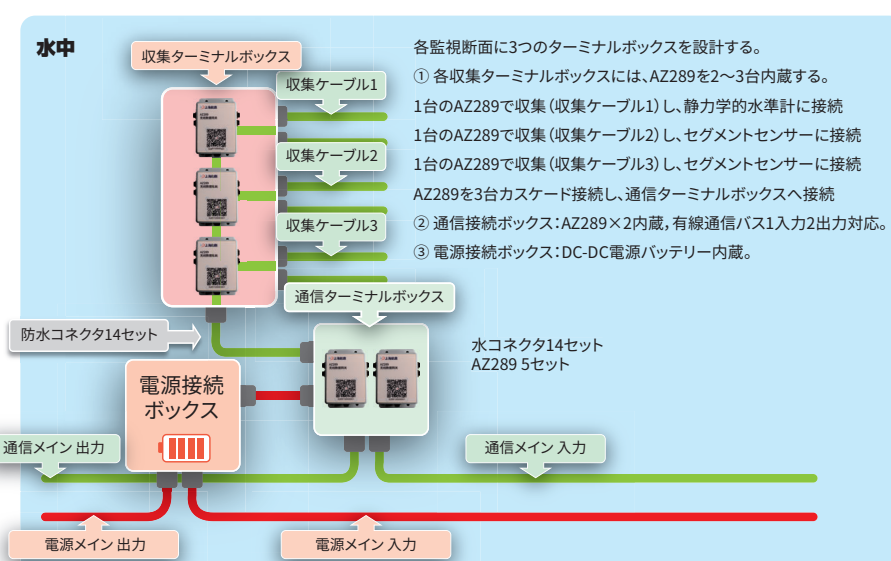 水中
収集ターミナルボックス
収集ケーブル1
収集ケーブル2
収集ケーブル3
各監視断面に3つのターミナルボックスを設計する。
① 各収集ターミナルボックスには、AZ289を2〜3台内蔵する。
1台のAZ289で収集(収集ケーブル1)し、静力学的水準計に接続
1台のAZ289で収集(収集ケーブル2)し、セグメントセンサーに接続
1台のAZ289で収集(収集ケーブル3)し、セグメントセンサーに接続
AZ289を3台カスケード接続し、通信ターミナルボックスへ接続
② 通信接続ボックス:AZ289×2内蔵,有線通信バス1入力2出力対応。
③ 電源接続ボックス:DC-DC電源バッテリー内蔵。
通信ターミナルボックス
防水コネクタ14セット
水コネクタ14セット
AZ289 5セット
電源接続
ボックス
通信メイン 出力
通信メイン 入力
電源メイン 出力
電源メイン 入力